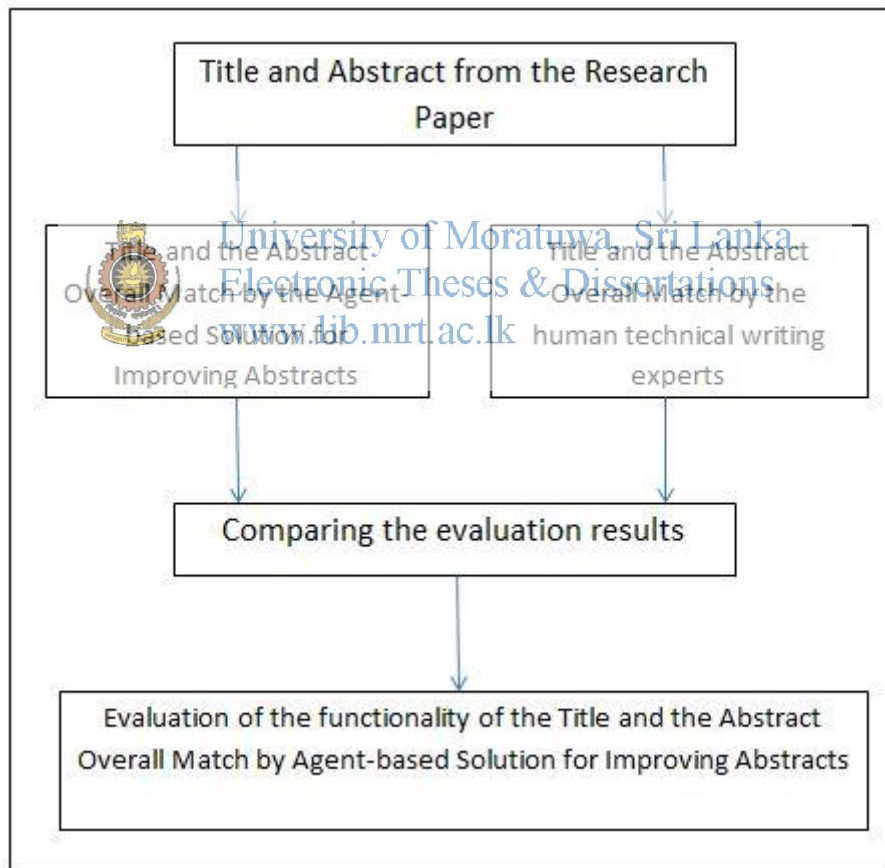 Title and Abstract from the Research
Paper
University of Moratuwa, Sri Lanka.
Electronic Theses & Dissertations
www.lib.mrt.ac.lk
Title and the Abstract
Overall Match by the Agent-
based Solution for
Improving Abstracts
Title and the Abstract
Overall Match by the
human technical writing
experts
Comparing the evaluation results
Evaluation of the functionality of the Title and the Abstract
Overall Match by Agent-based Solution for Improving Abstracts